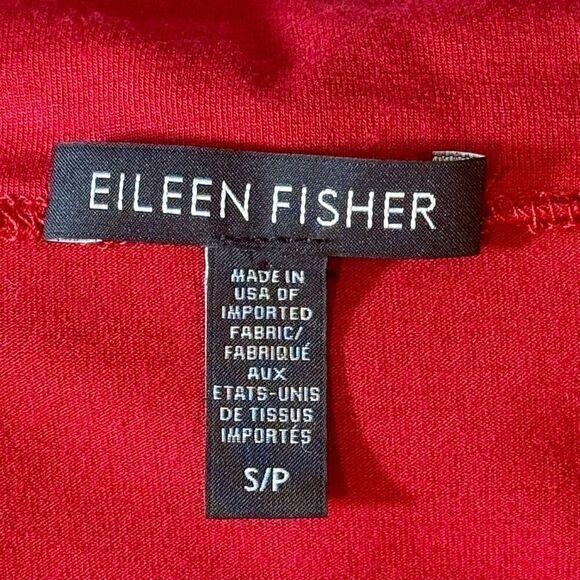 EILEEN FISHER
MADE IN
USA OF
IMPORTED
FABRIC/
FABRIQUÉ
AUX
ETATS-UNIS
DE TISSUS
IMPORTÉS
S/P